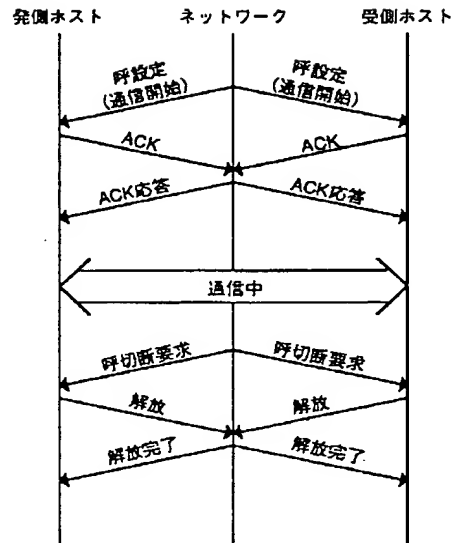 発側ホスト ネットワーク 受側ホスト
呼設定 呼設定
(通信開始) (通信開始)
ACK ACK
ACK応答 ACK応答
通信中
呼切断要求 呼切断要求
解放 解放
解放完了 解放完了